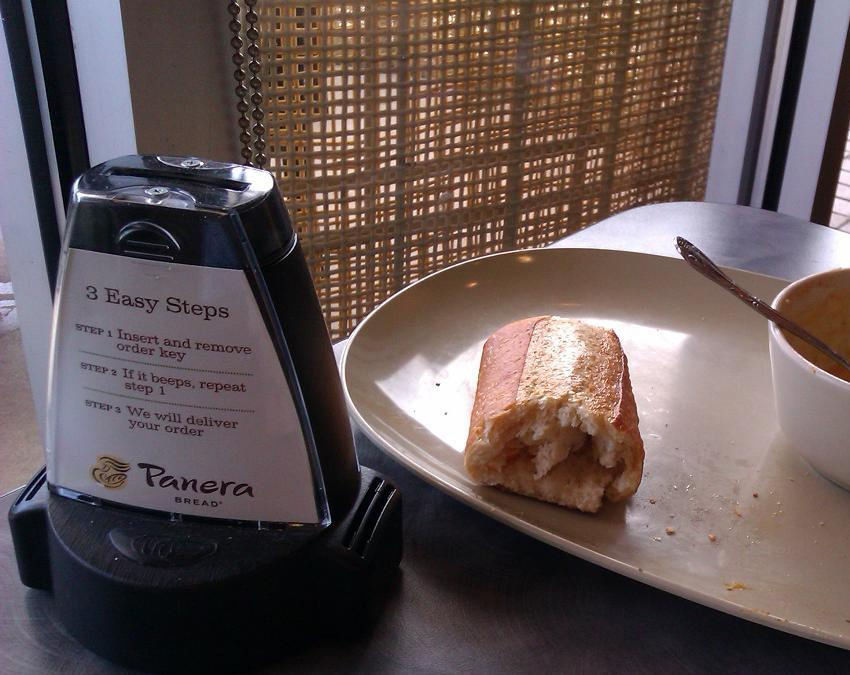 3 Easy Steps
STEP 1 Insert and remove
order key
STEP 2 If it beeps, repeat
step 1
STEP 3 We will deliver
your order
Panera
BREAD®